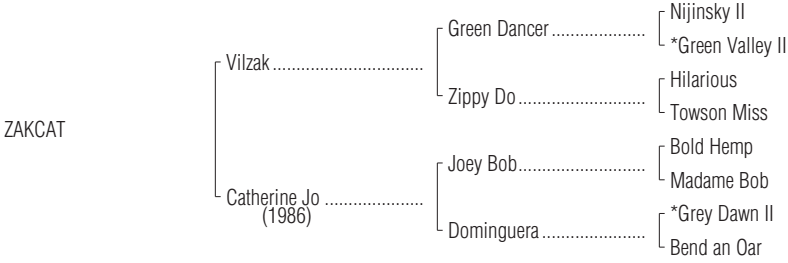 Nijinsky II
Green Dancer .....................
*Green Valley II
Vilzak ..................................
Hilarious
Zippy Do .............................
Towson Miss
ZAKCAT
Bold Hemp
Joey Bob .............................
Madame Bob
Catherine Jo ......................
(1986)
*Grey Dawn II
Dominguera .......................
Bend an Oar